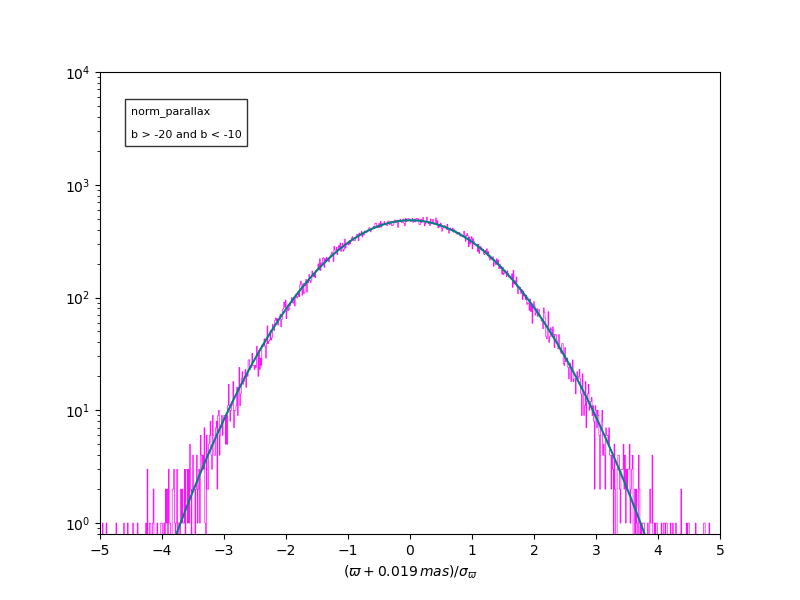 norm_parallax
b > -20 and b < -10
10⁴
10³
10²
10¹
10⁰
−5 −4 −3 −2 −1 0 1 2 3 4 5
(ϖ + 0.019 mas)/σ_ϖ